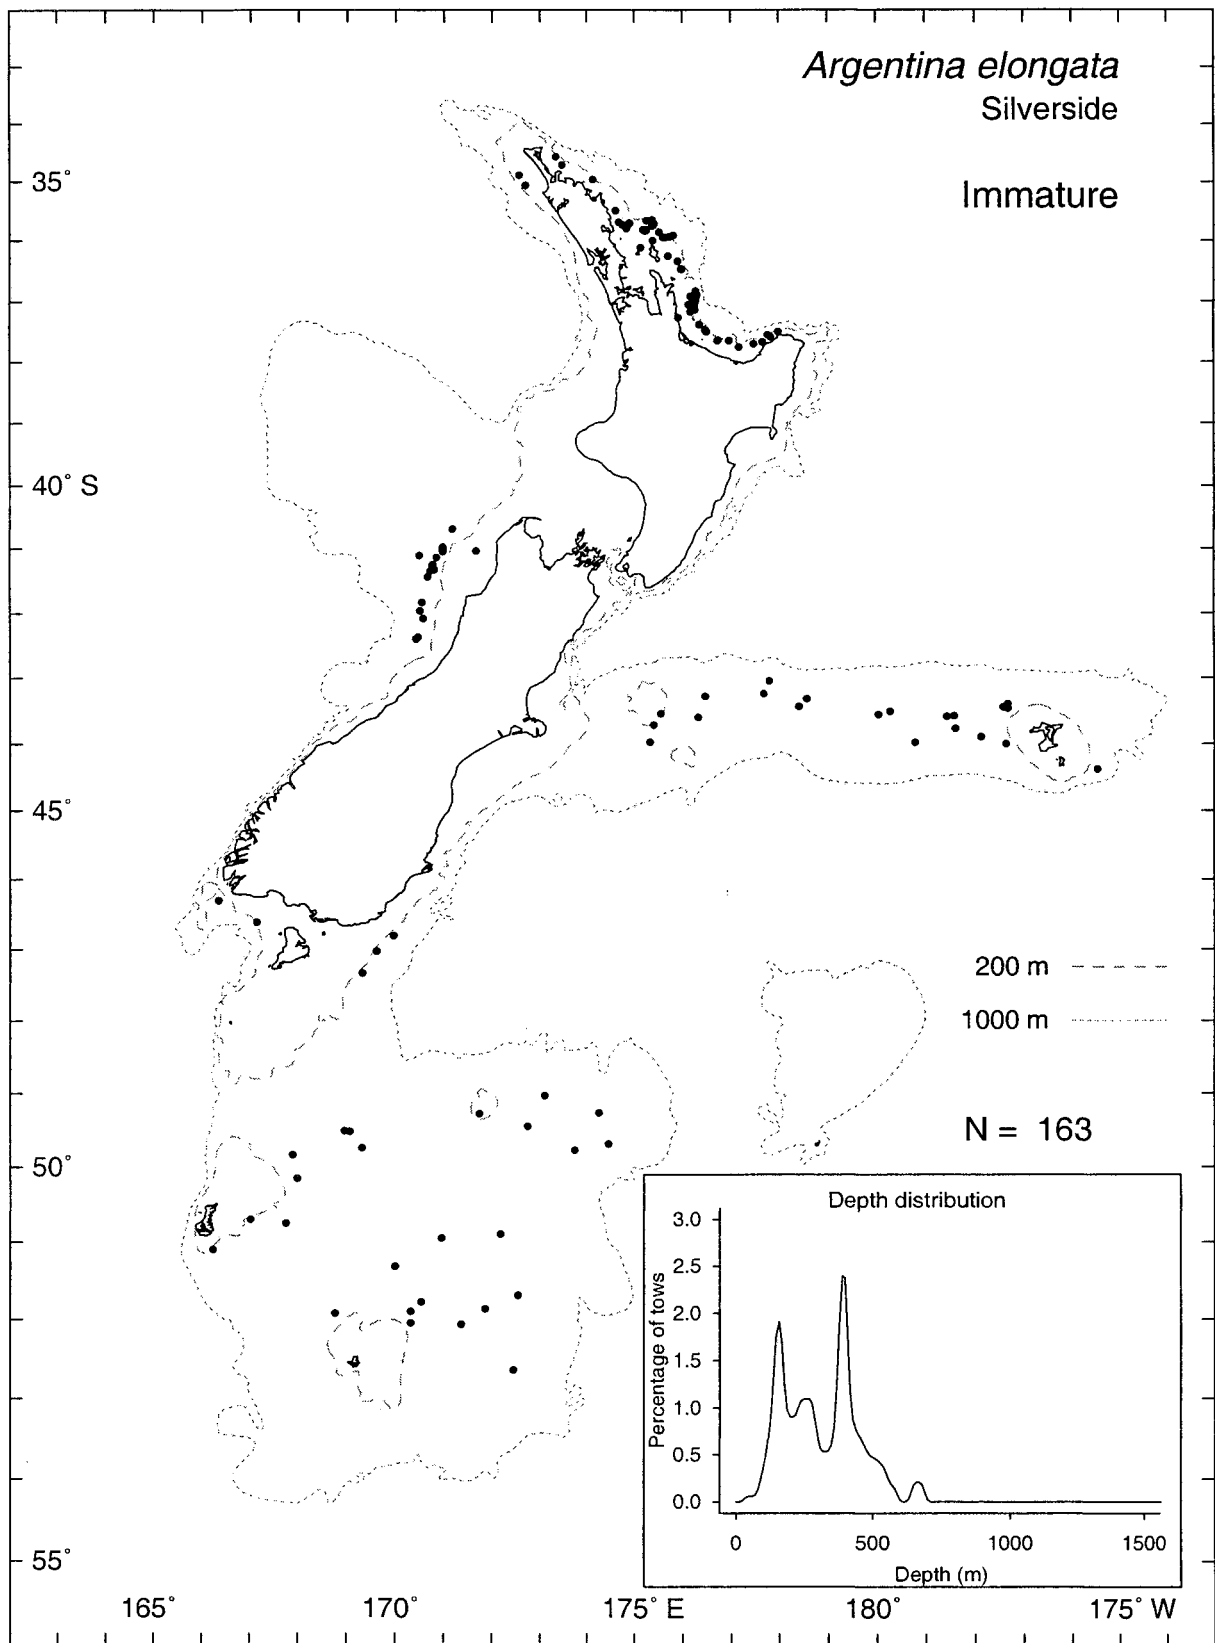 Argentina elongata
Silverside
Immature
35°
40° S
45°
50°
55°
200 m
1000 m
N = 163
Depth distribution
Percentage of tows
3.0
2.5
2.0
1.5
1.0
0.5
0.0
0 500 1000 1500
Depth (m)
165° 170° 175° E 180° 175° W